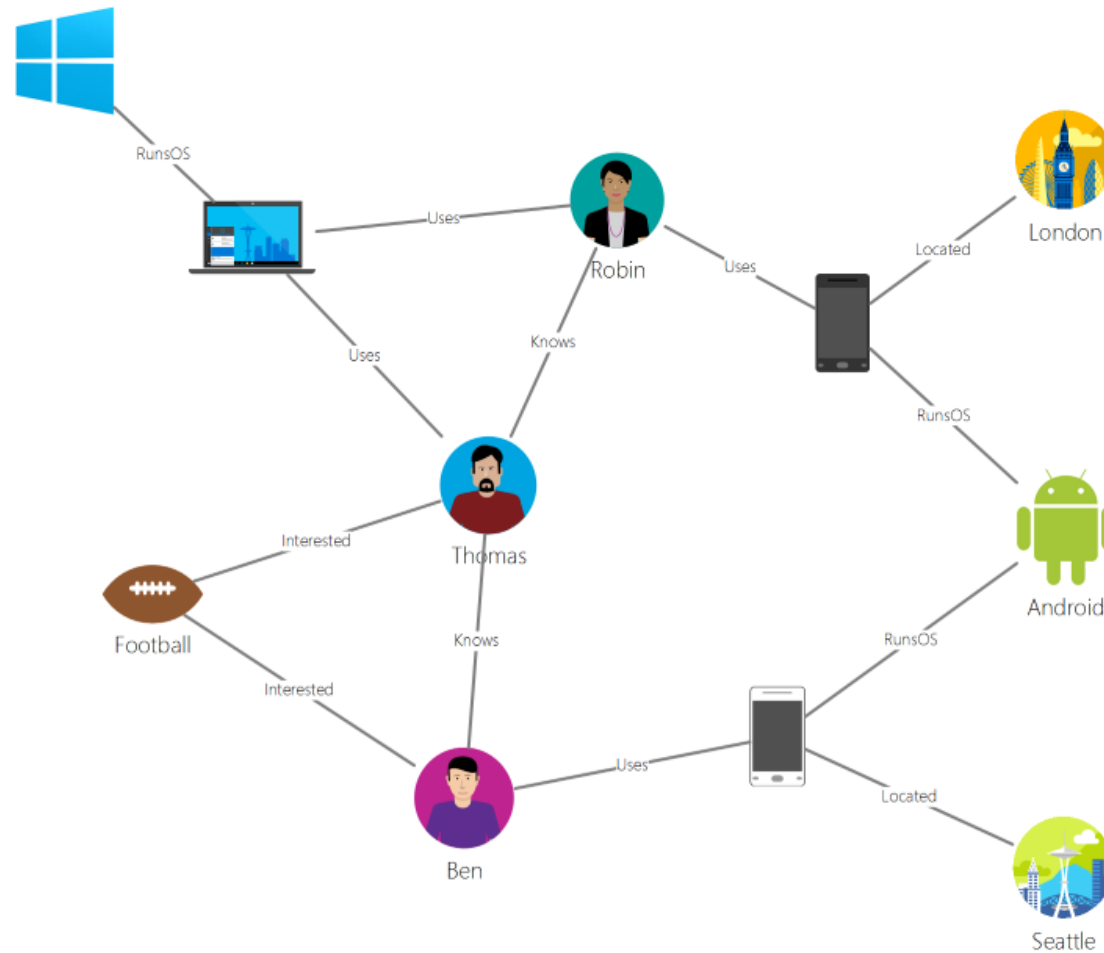 RunsOS
London
Uses
Located
Robin
Uses
Knows
Uses
RunsOS
Interested
Thomas
Android
Football
Knows
RunsOS
Interested
Uses
Located
Ben
Seattle